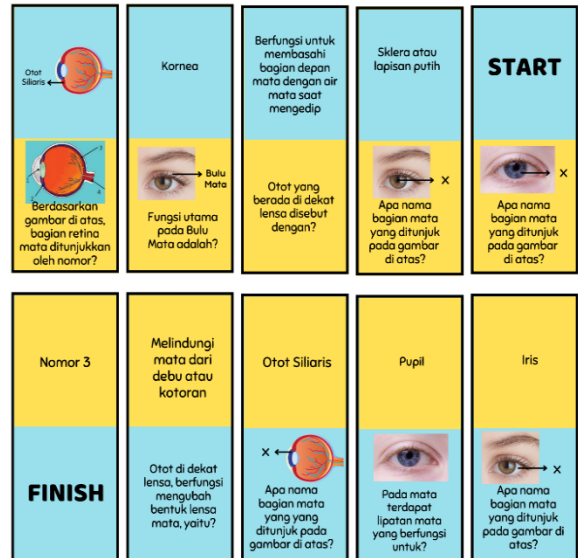 Otot
Siliaris
Berdasarkan
gambar di atas,
bagian retina
mata ditunjukkan
oleh nomor?
Kornea
Bulu
Mata
Fungsi utama
pada Bulu
Mata adalah?
Berfungsi untuk
membasahi
bagian depan
mata dengan air
mata saat
mengedip
Otot yang
berada di dekat
lensa disebut
dengan?
Sklera atau
lapisan putih
X
Apa nama
bagian mata
yang ditunjuk
pada gambar
di atas?
START
X
Apa nama
bagian mata
yang ditunjuk
pada gambar
di atas?
Nomor 3
FINISH
Melindungi
mata dari
debu atau
kotoran
Otot di dekat
lensa, berfungsi
mengubah
bentuk lensa
mata, yaitu?
Otot Siliaris
X
Apa nama
bagian mata
yang yang
ditunjuk pada
gambar di atas?
Pupil
Pada mata
terdapat
lipatan mata
yang berfungsi
untuk?
Iris
X
Apa nama
bagian mata
yang ditunjuk
pada gambar di
atas?